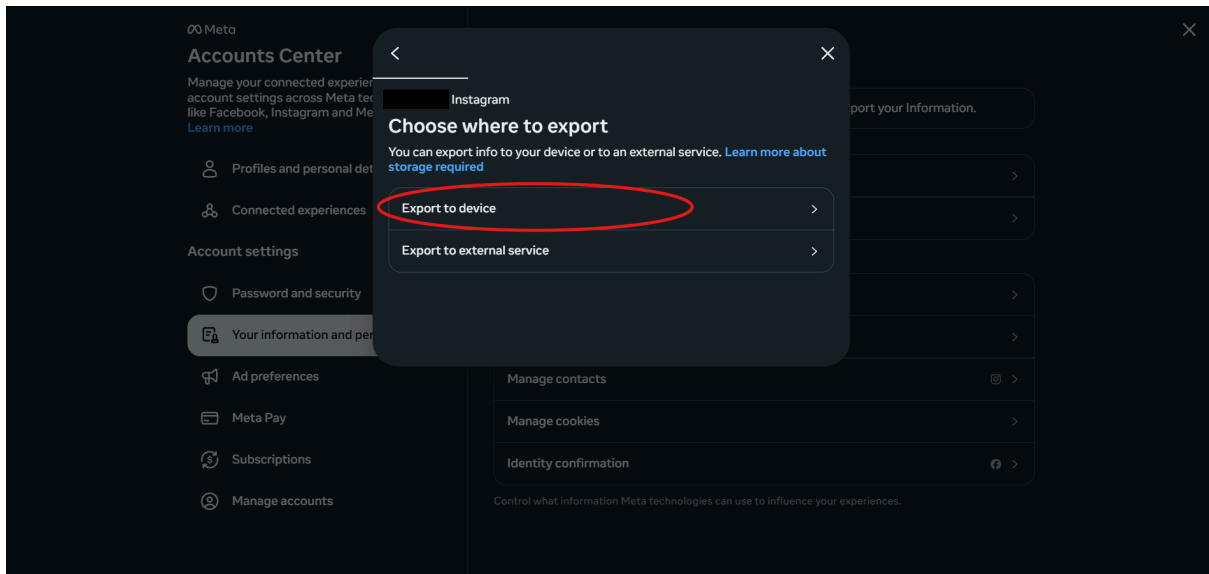 Meta
Accounts Center
Manage your connected experien
account settings across Meta tec
like Facebook, Instagram and Me
Learn more
Profiles and personal det
Connected experiences
Account settings
Password and security
Your information and per
Ad preferences
Meta Pay
Subscriptions
Manage accounts
Instagram
Choose where to export
You can export info to your device or to an external service. Learn more about
storage required
Export to device
Export to external service
port your Information.
Manage contacts
Manage cookies
Identity confirmation
Control what information Meta technologies can use to influence your experiences.